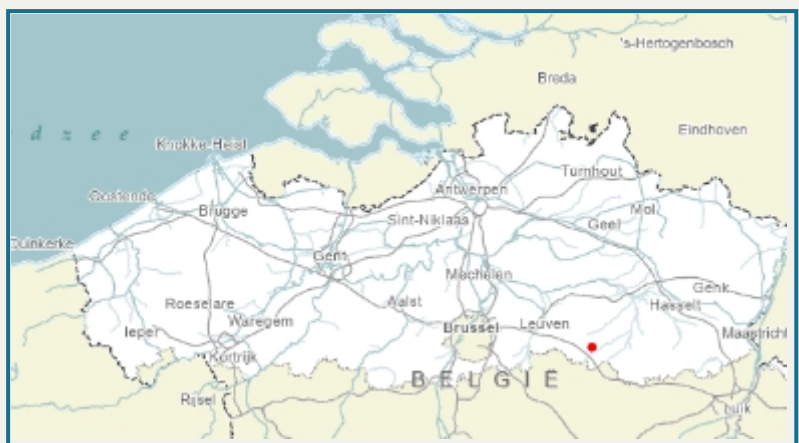 's-Hertogenbosch
Breda
d z e e
Knokke-Heist
Eindhoven
Turnhout
Oostende
Antwerpen
Brugge
Mol
Sint-Niklaas
Geel
Duinkerke
Gent
Mechelen
Genk
Roeselare
Aalst
Hasselt
Waregem
Leuven
Ieper
Brussel
Maastricht
Kortrijk
BELGIË
Rijsel
Luik